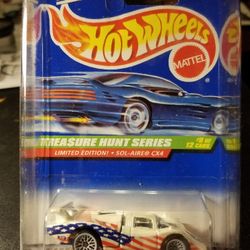 Hot Wheels
MATTEL
TREASURE HUNT SERIES
LIMITED EDITION! • SOL-AIRE® CX4
12 CARS